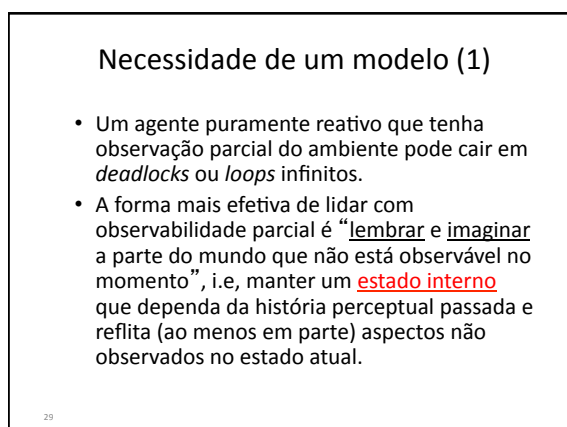 Necessidade de um modelo (1)
• Um agente puramente reativo que tenha
observação parcial do ambiente pode cair em
deadlocks ou loops infinitos.
• A forma mais efetiva de lidar com
observabilidade parcial é “lembrar e imaginar
a parte do mundo que não está observável no
momento”, i.e, manter um estado interno
que dependa da história perceptual passada e
reflita (ao menos em parte) aspectos não
observados no estado atual.
29